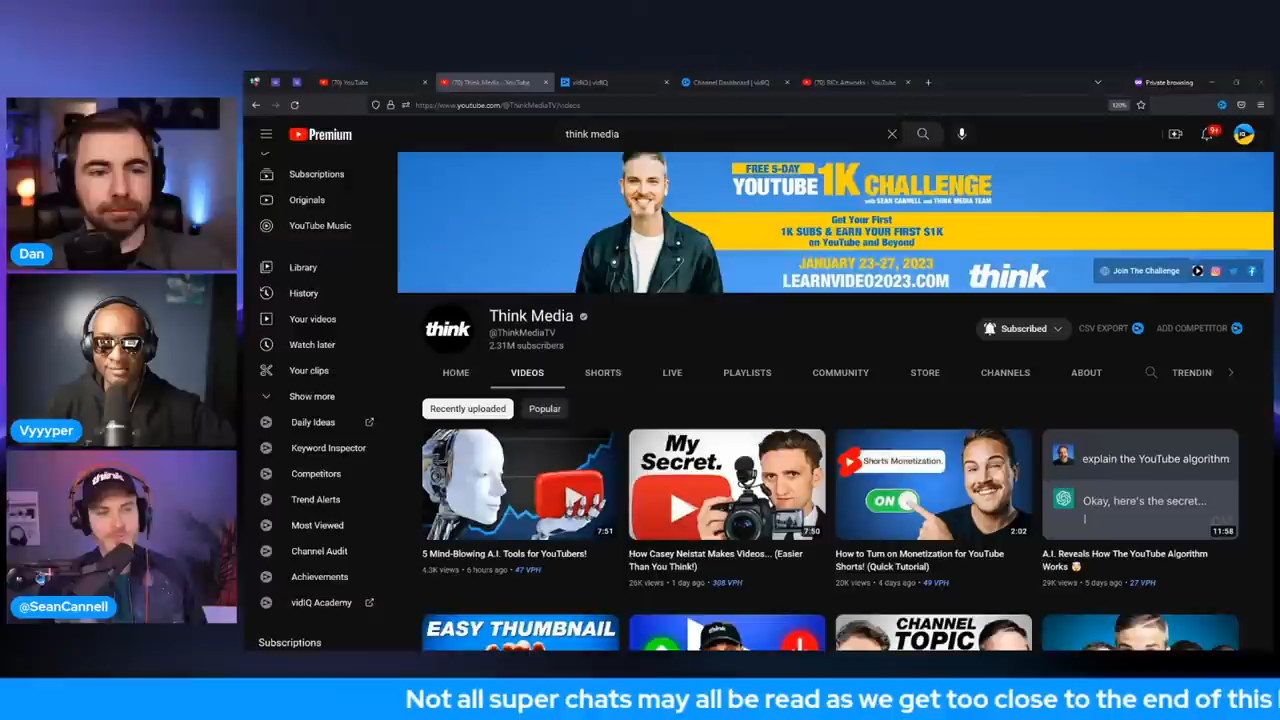 (70) YouTube
(70) Think Media - YouTube
vidIQ | vidIQ
Channel Dashboard | vidIQ
(70) BICs Artworks - YouTube
Private browsing
https://www.youtube.com/@ThinkMediaTV/videos
120%
Premium
think media
9+
Subscriptions
Originals
YouTube Music
Library
History
Your videos
Watch later
Your clips
Show more
Daily Ideas
Keyword Inspector
Competitors
Trend Alerts
Most Viewed
Channel Audit
Achievements
vidIQ Academy
Subscriptions
FREE 5-DAY
YOUTUBE 1K CHALLENGE
with SEAN CANNELL and THINK MEDIA TEAM
Get Your First
1K SUBS & EARN YOUR FIRST $1K
on YouTube and Beyond
JANUARY 23-27, 2023
LEARNVIDEO2023.COM
think
Join The Challenge
think
Think Media
@ThinkMediaTV
2.31M subscribers
Subscribed
CSV EXPORT
ADD COMPETITOR
HOME
VIDEOS
SHORTS
LIVE
PLAYLISTS
COMMUNITY
STORE
CHANNELS
ABOUT
TRENDIN
Recently uploaded
Popular
7:51
5 Mind-Blowing A.I. Tools for YouTubers!
4.3K views • 6 hours ago • 47 VPH
My
Secret.
7:50
How Casey Neistat Makes Videos... (Easier
Than You Think!)
26K views • 1 day ago • 308 VPH
Shorts Monetization.
ON
2:02
How to Turn on Monetization for YouTube
Shorts! (Quick Tutorial)
20K views • 4 days ago • 49 VPH
explain the YouTube algorithm
Okay, here's the secret...
11:58
A.I. Reveals How The YouTube Algorithm
Works 🤯
29K views • 5 days ago • 27 VPH
EASY THUMBNAIL
think
CHANNEL
TOPIC
Dan
Vyyyper
think
@SeanCannell
Not all super chats may all be read as we get too close to the end of this